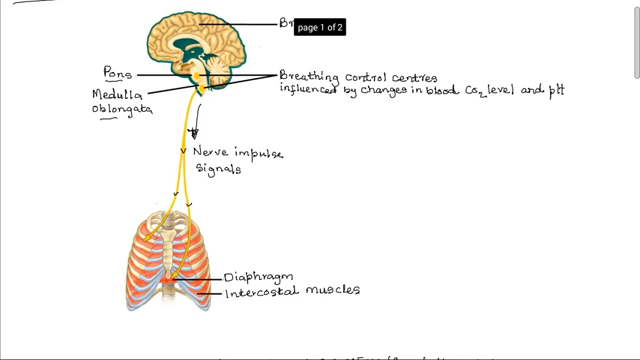 page 1 of 2
Pons
Breathing control centres
influenced by changes in blood CO2 level and pH
Medulla
oblongata
Nerve impulse
signals
Diaphragm
Intercostal muscles